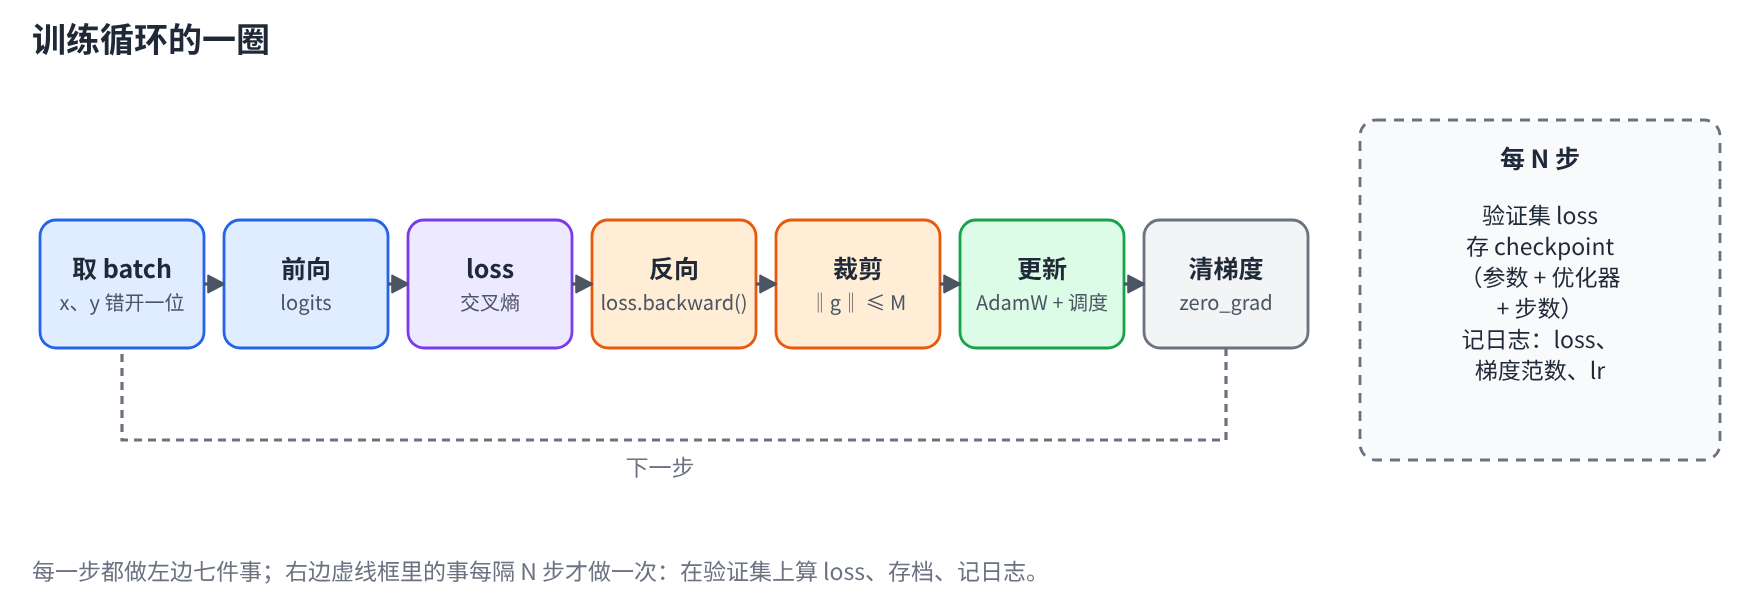 训练循环的一圈
取 batch
x、y 错开一位
前向
logits
loss
交叉熵
反向
loss.backward()
裁剪
‖g‖ ≤ M
更新
AdamW + 调度
清梯度
zero_grad
下一步
每 N 步
验证集 loss
存 checkpoint
（参数 + 优化器
+ 步数）
记日志：loss、
梯度范数、lr
每一步都做左边七件事；右边虚线框里的事每隔 N 步才做一次：在验证集上算 loss、存档、记日志。